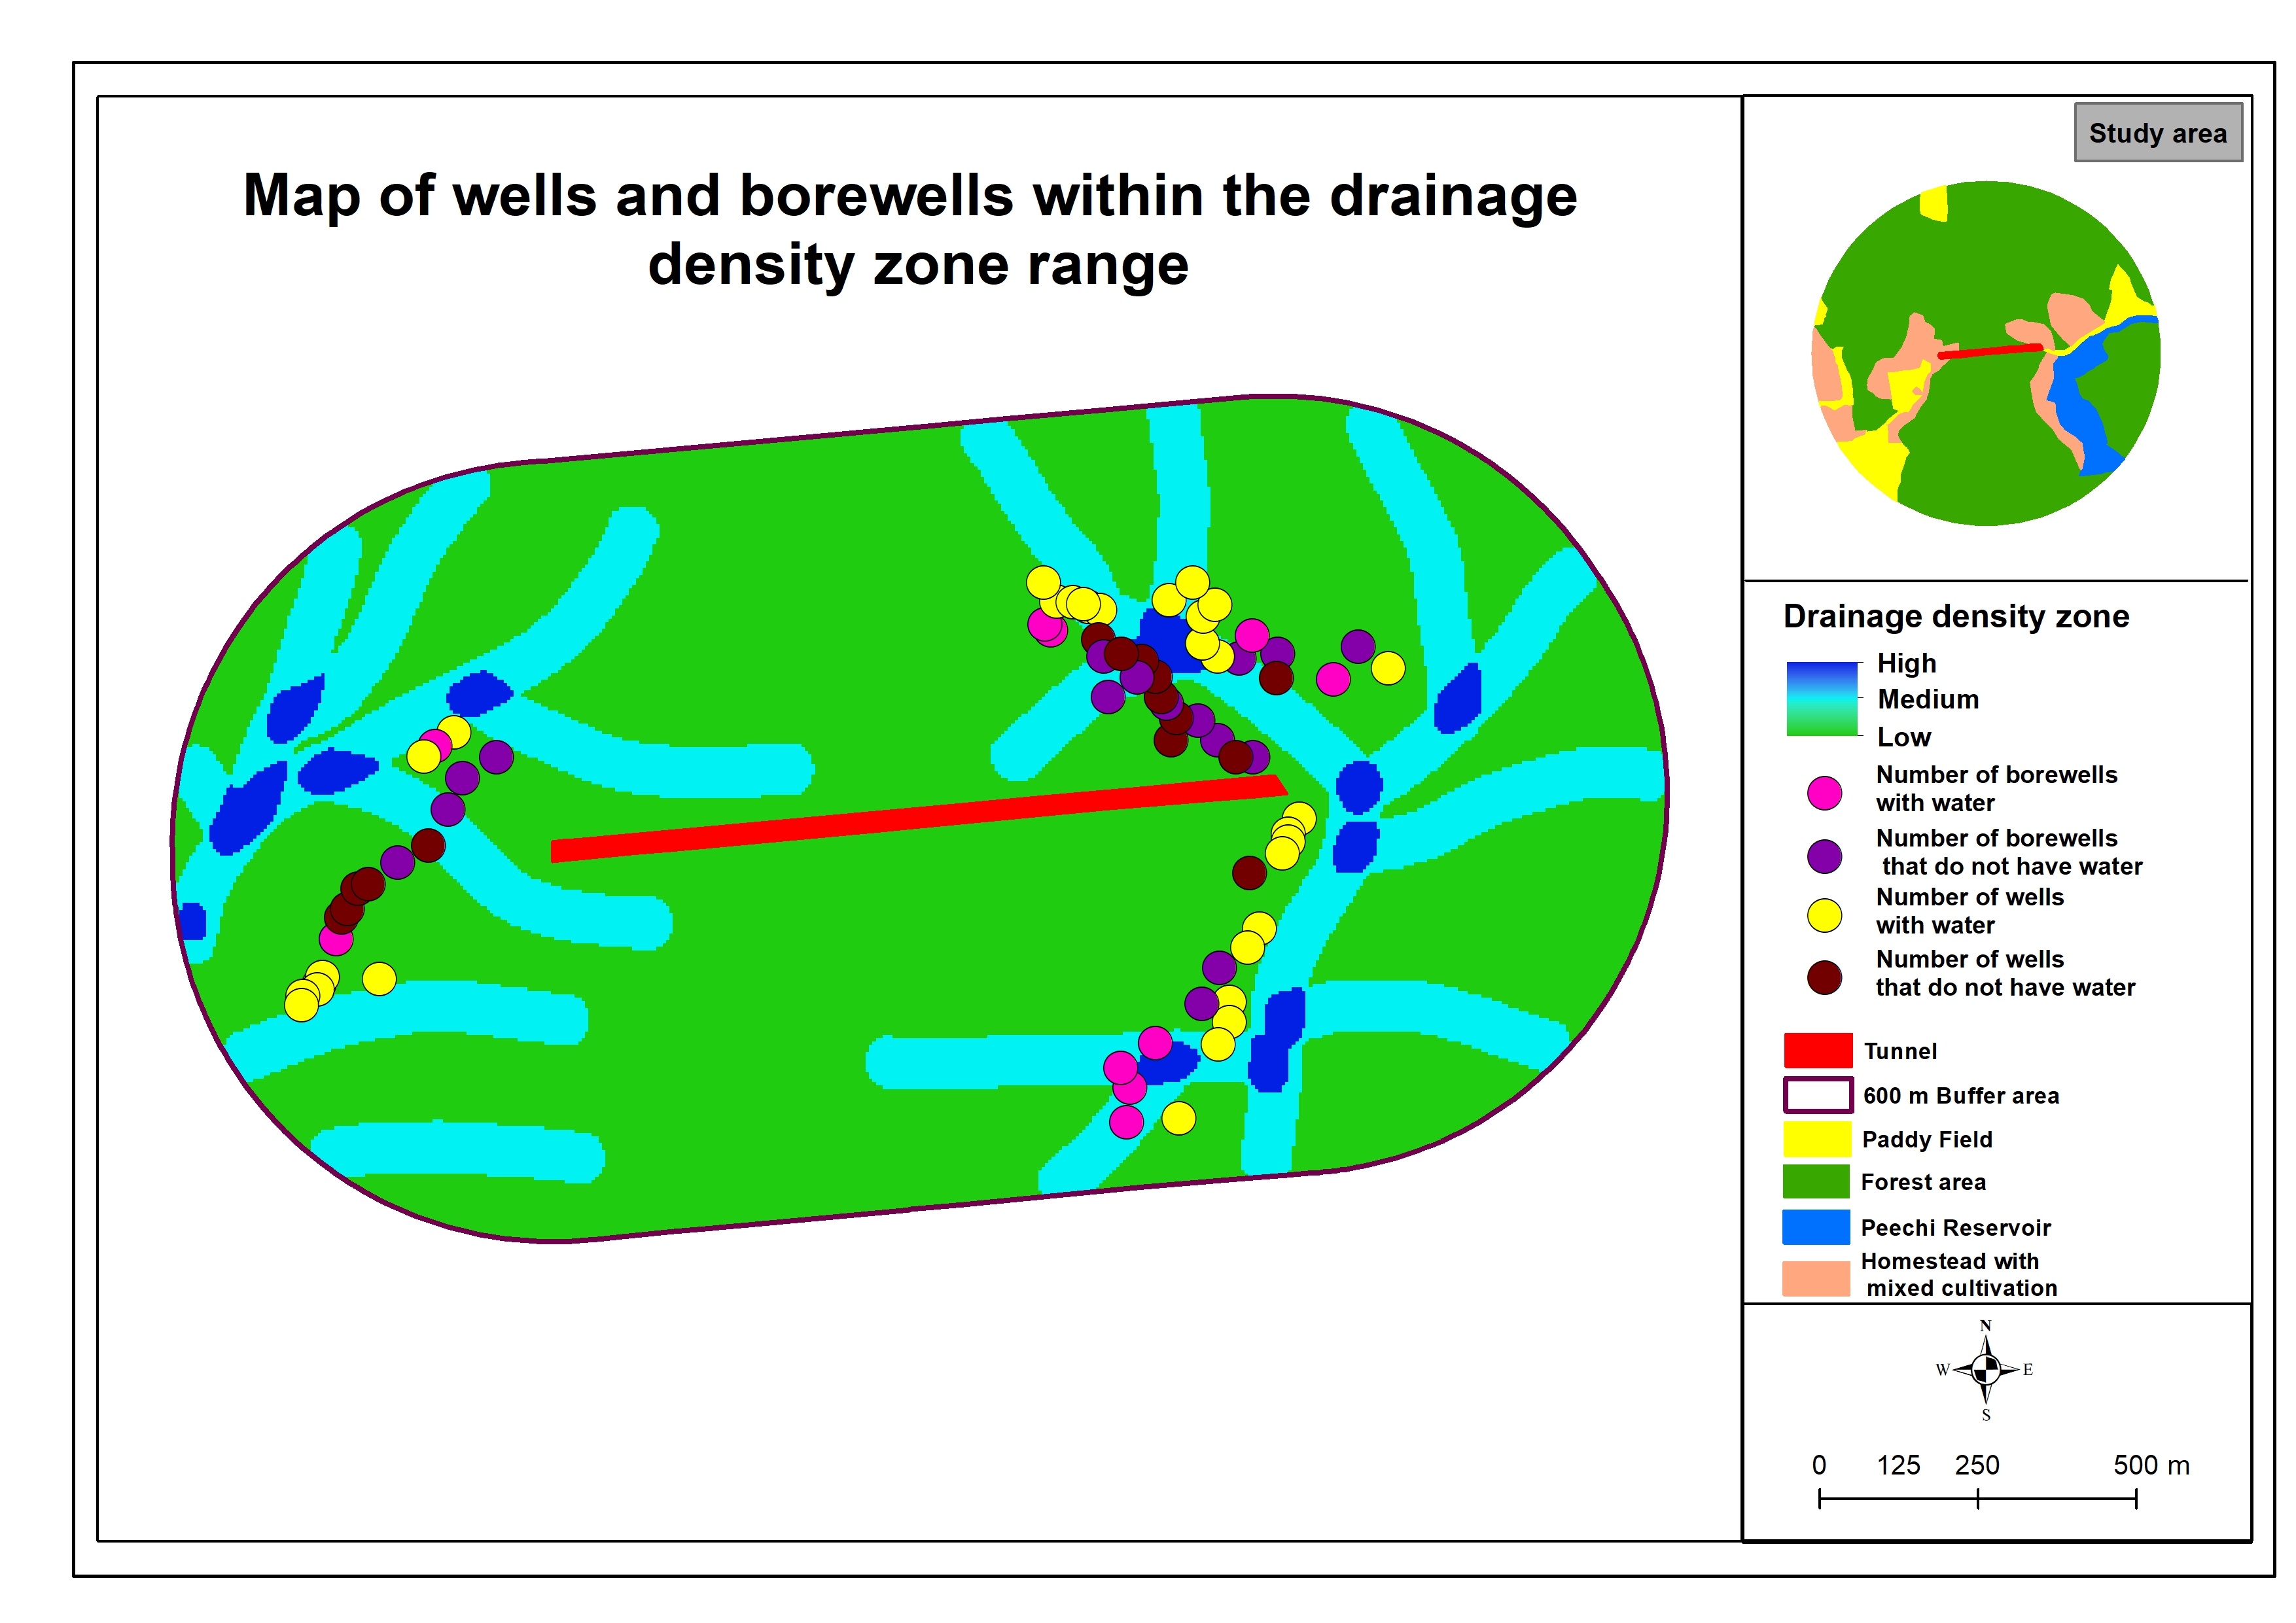 Map of wells and borewells within the drainage
density zone range
Study area
Drainage density zone
High
Medium
Low
Number of borewells
with water
Number of borewells
that do not have water
Number of wells
with water
Number of wells
that do not have water
Tunnel
600 m Buffer area
Paddy Field
Forest area
Peechi Reservoir
Homestead with
mixed cultivation
N
W E
S
0 125 250 500 m